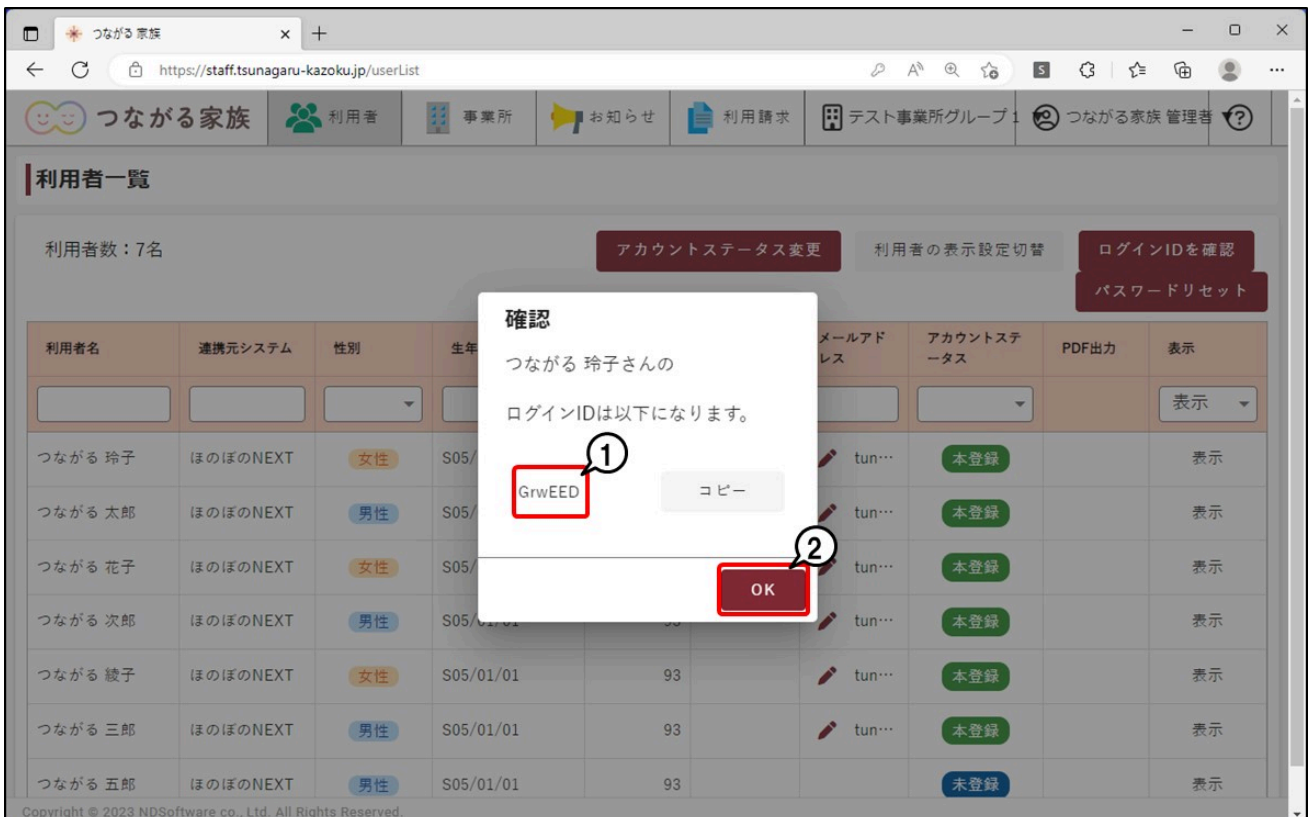 つながる 家族
https://staff.tsunagaru-kazoku.jp/userList
つながる家族 利用者 事業所 お知らせ 利用請求 テスト事業所グループ 1 つながる家族 管理者
利用者一覧
利用者数：7名 アカウントステータス変更 利用者の表示設定切替 ログインIDを確認
パスワードリセット
利用者名 連携元システム 性別 生年 メールアドレス アカウントステータス PDF出力 表示
表示
確認
つながる 玲子さんの
ログインIDは以下になります。
1
GrwEED コピー
2
OK
つながる 玲子 ほのぼのNEXT 女性 S05/ tun… 本登録 表示
つながる 太郎 ほのぼのNEXT 男性 S05/ tun… 本登録 表示
つながる 花子 ほのぼのNEXT 女性 S05/ tun… 本登録 表示
つながる 次郎 ほのぼのNEXT 男性 S05/01/01 93 tun… 本登録 表示
つながる 綾子 ほのぼのNEXT 女性 S05/01/01 93 tun… 本登録 表示
つながる 三郎 ほのぼのNEXT 男性 S05/01/01 93 tun… 本登録 表示
つながる 五郎 ほのぼのNEXT 男性 S05/01/01 93 未登録 表示
Copyright © 2023 NDSoftware co., Ltd. All Rights Reserved.